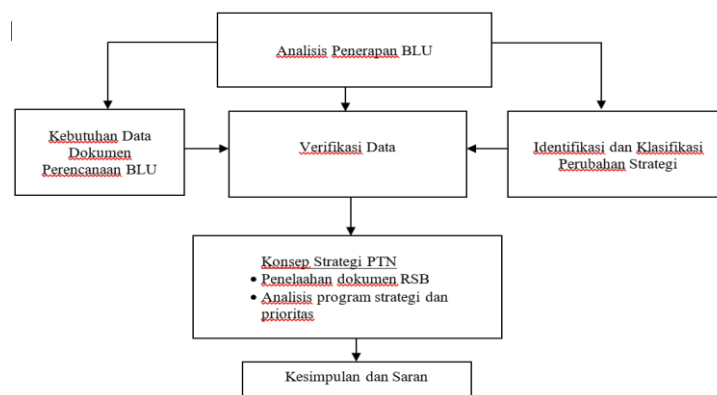 Analisis Penerapan BLU
Kebutuhan Data
Dokumen
Perencanaan BLU
Verifikasi Data
Identifikasi dan Klasifikasi
Perubahan Strategi
Konsep Strategi PTN
• Penelaahan dokumen RSB
• Analisis program strategi dan
prioritas
Kesimpulan dan Saran